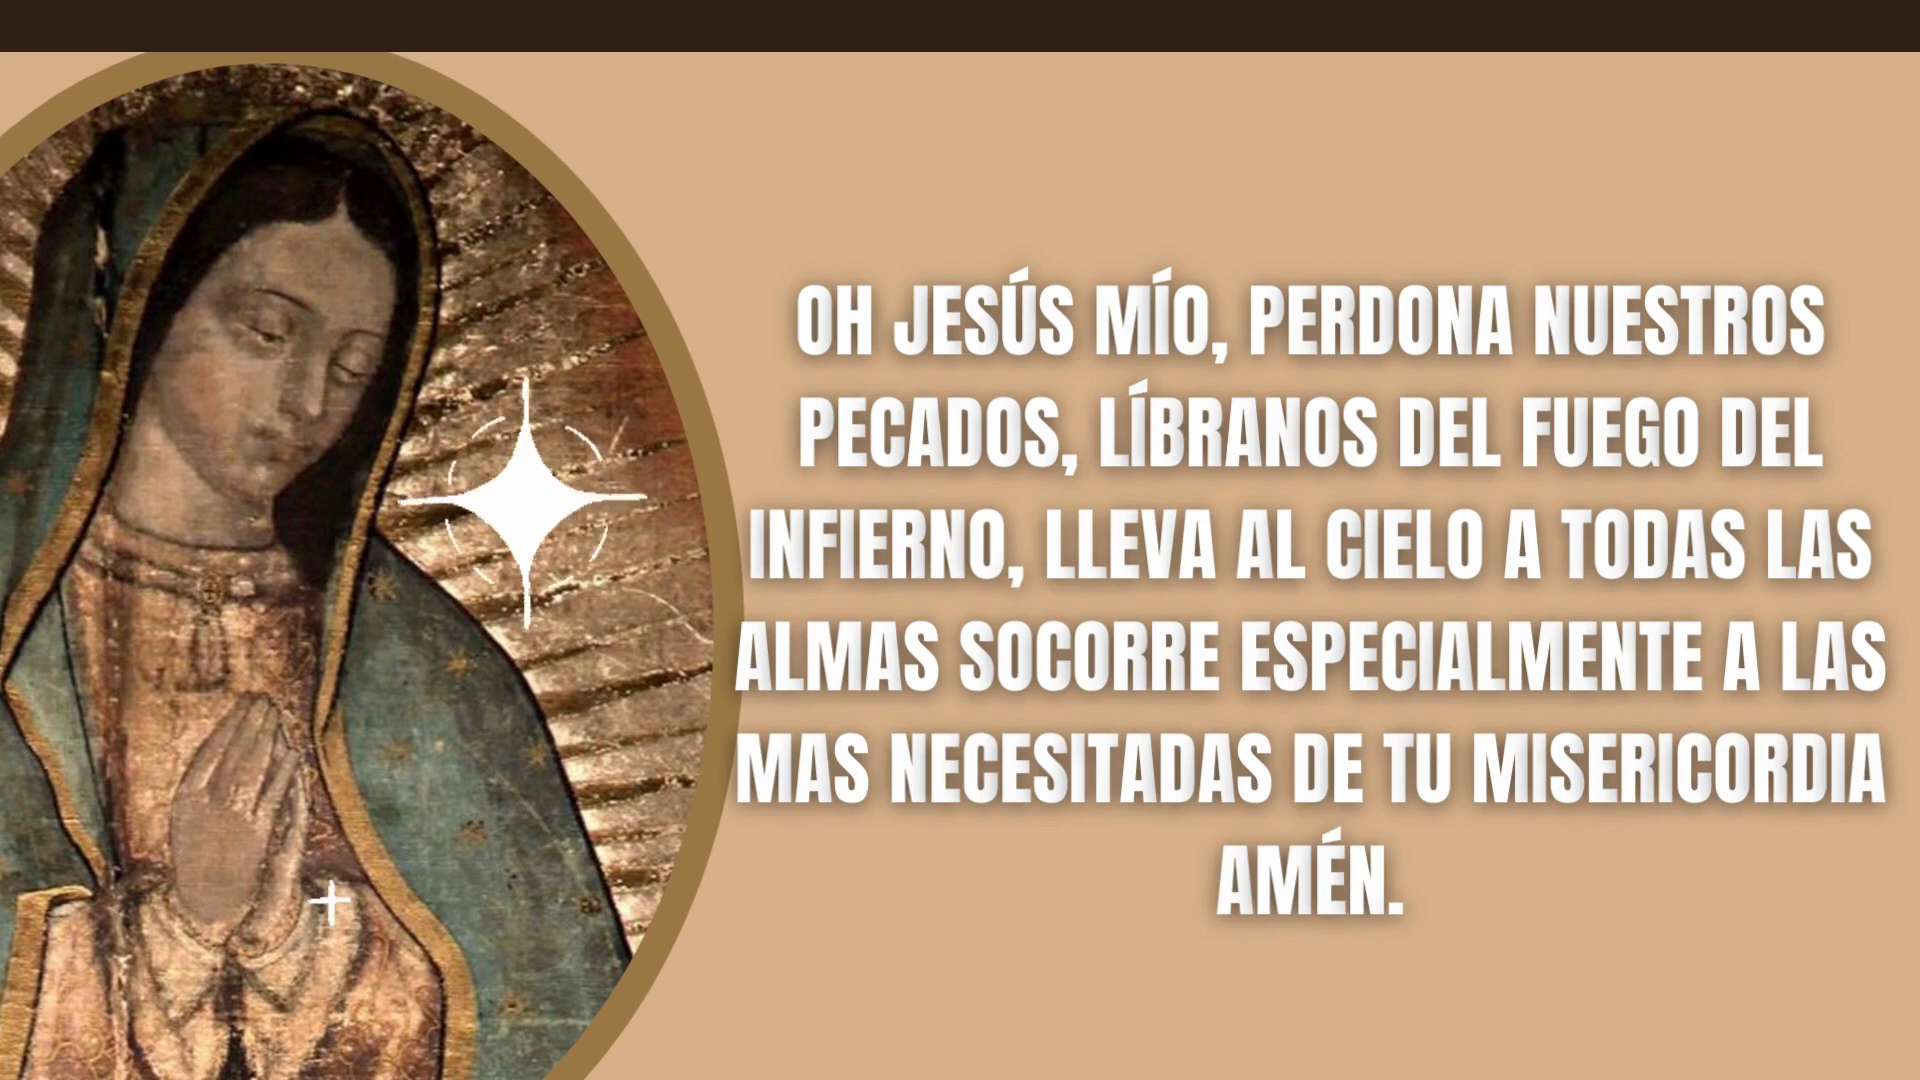 OH JESÚS MÍO, PERDONA NUESTROS
PECADOS, LÍBRANOS DEL FUEGO DEL
INFIERNO, LLEVA AL CIELO A TODAS LAS
ALMAS SOCORRE ESPECIALMENTE A LAS
MAS NECESITADAS DE TU MISERICORDIA
AMÉN.